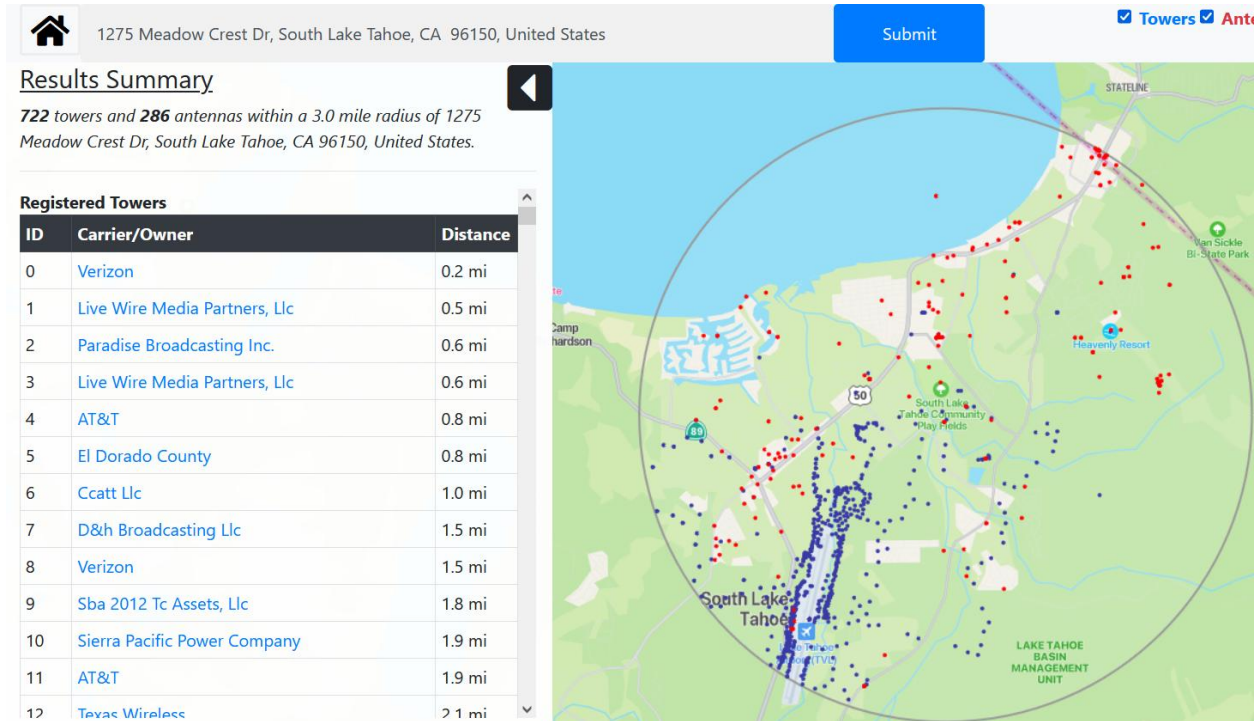 1275 Meadow Crest Dr, South Lake Tahoe, CA 96150, United States
Submit
Towers
Results Summary
722 towers and 286 antennas within a 3.0 mile radius of 1275
Meadow Crest Dr, South Lake Tahoe, CA 96150, United States.
Registered Towers
ID Carrier/Owner Distance
0 Verizon 0.2 mi
1 Live Wire Media Partners, Llc 0.5 mi
2 Paradise Broadcasting Inc. 0.6 mi
3 Live Wire Media Partners, Llc 0.6 mi
4 AT&T 0.8 mi
5 El Dorado County 0.8 mi
6 Ccatt Llc 1.0 mi
7 D&h Broadcasting Llc 1.5 mi
8 Verizon 1.5 mi
9 Sba 2012 Tc Assets, Llc 1.8 mi
10 Sierra Pacific Power Company 1.9 mi
11 AT&T 1.9 mi
12 Texas Wireless 2.1 mi
STATELINE
Van Sickle
Bi-State Park
Camp
Heavenly Resort
50
South Lake
Tahoe Community
Play Fields
89
South Lake
Tahoe
(TVL)
LAKE TAHOE
BASIN
MANAGEMENT
UNIT